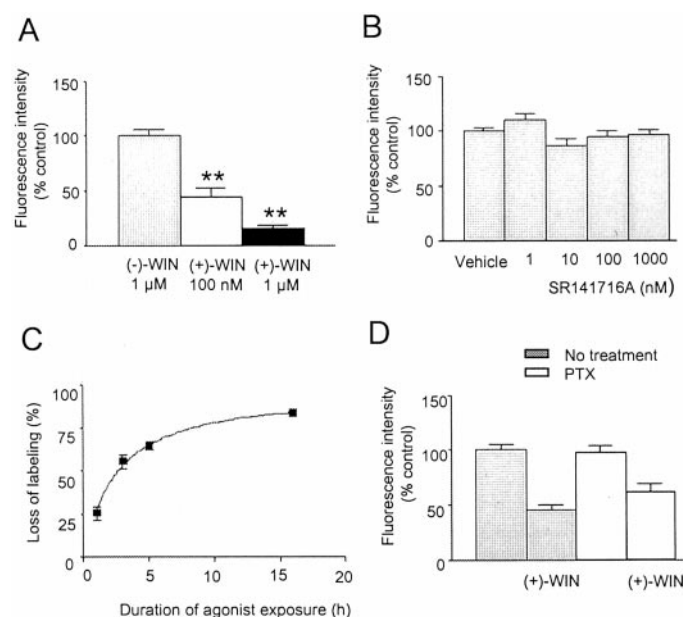 A
Fluorescence intensity
(% control)
150
100
50
0
**
**
(-)-WIN (+)-WIN (+)-WIN
1 µM 100 nM 1 µM
B
Fluorescence intensity
(% control)
150
100
50
0
Vehicle 1 10 100 1000
SR141716A (nM)
C
Loss of labeling (%)
100
75
50
25
0
0 5 10 15 20
Duration of agonist exposure (h)
D
No treatment
PTX
Fluorescence intensity
(% control)
150
100
50
0
(+)-WIN (+)-WIN